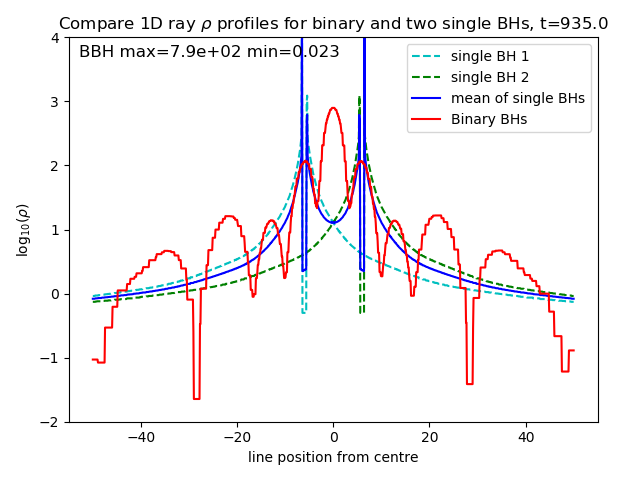 Compare 1D ray ρ profiles for binary and two single BHs, t=935.0
BBH max=7.9e+02 min=0.023
single BH 1
single BH 2
mean of single BHs
Binary BHs
log₁₀(ρ)
4
3
2
1
0
−1
−2
−40 −20 0 20 40
line position from centre